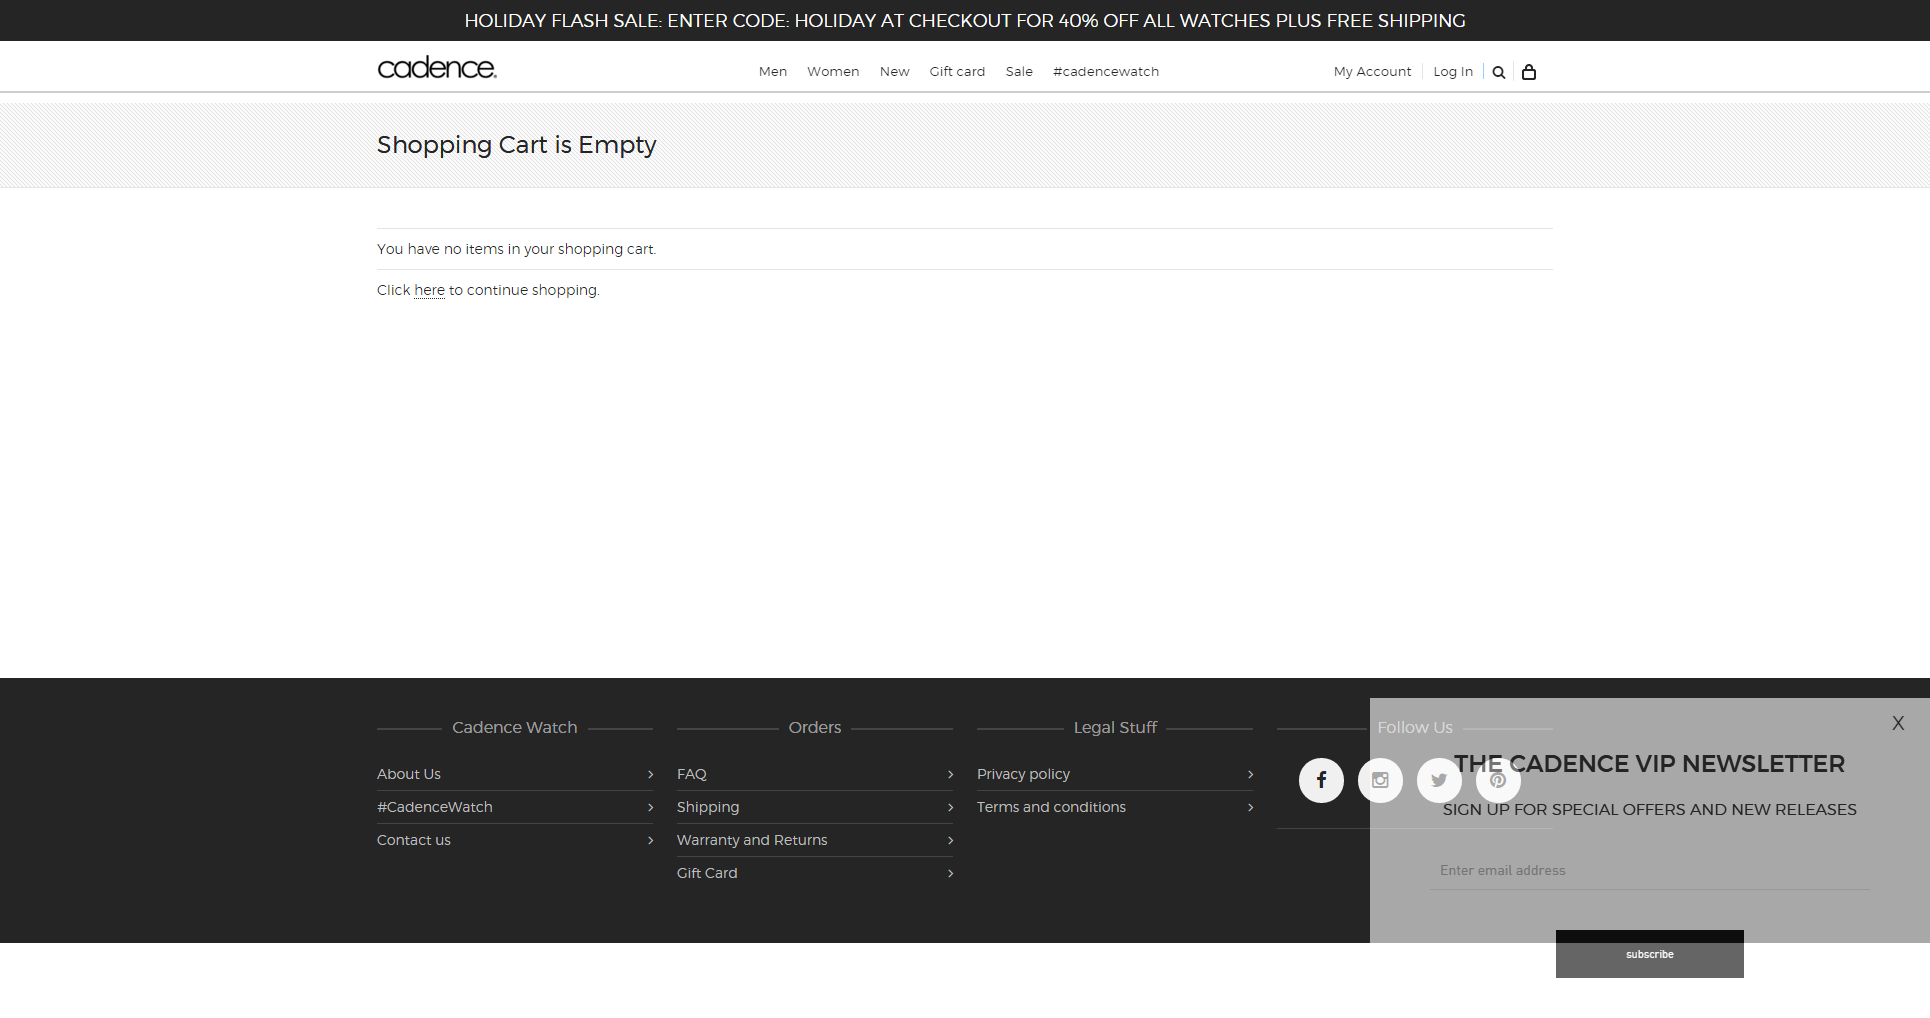 HOLIDAY FLASH SALE: ENTER CODE: HOLIDAY AT CHECKOUT FOR 40% OFF ALL WATCHES PLUS FREE SHIPPING
cadence.
Men Women New Gift card Sale #cadencewatch
My Account Log In
Shopping Cart is Empty
You have no items in your shopping cart.
Click here to continue shopping.
Cadence Watch
About Us
#CadenceWatch
Contact us
Orders
FAQ
Shipping
Warranty and Returns
Gift Card
Legal Stuff
Privacy policy
Terms and conditions
Follow Us
X
THE CADENCE VIP NEWSLETTER
SIGN UP FOR SPECIAL OFFERS AND NEW RELEASES
Enter email address
subscribe